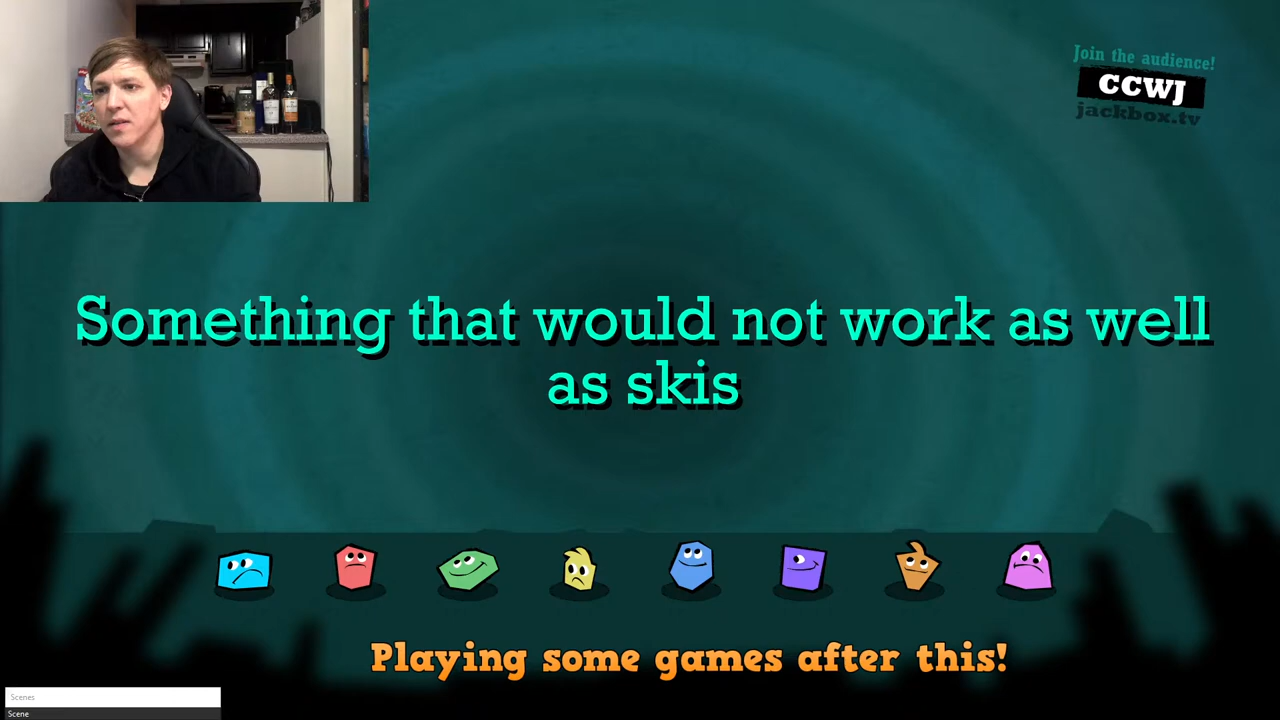 Join the audience!
CCWJ
jackbox.tv
Something that would not work as well
as skis
Playing some games after this!
Scenes
Scene